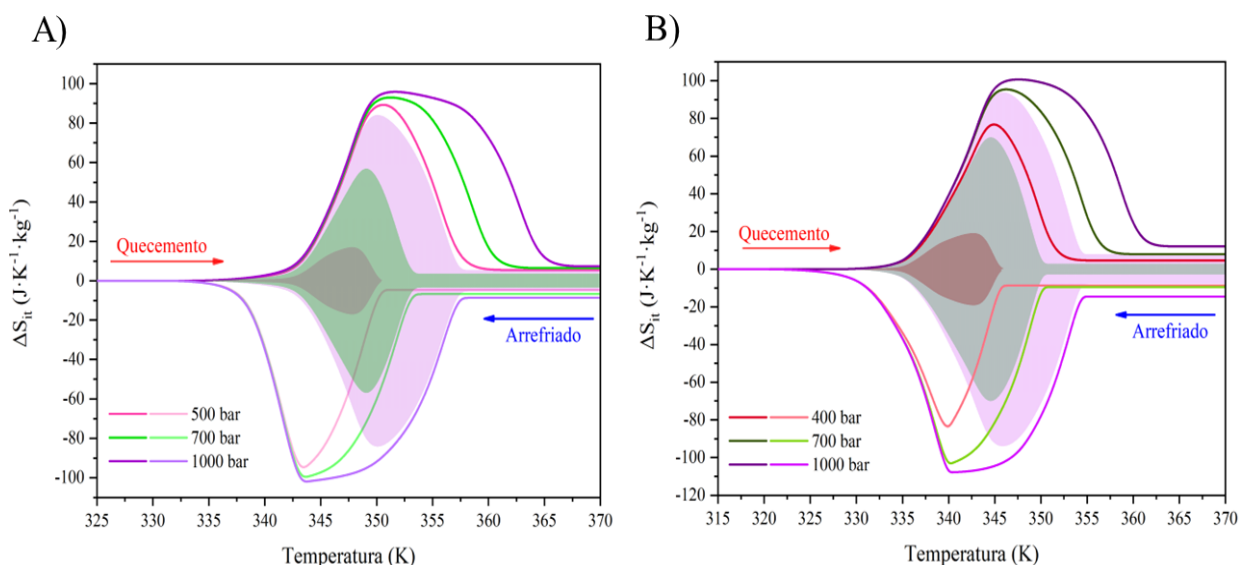 A)
100
80
60
40
20
0
-20
-40
-60
-80
-100
ΔS_it (J·K⁻¹·kg⁻¹)
Quecemento
Arrefriado
500 bar
700 bar
1000 bar
325 330 335 340 345 350 355 360 365 370
Temperatura (K)
B)
100
80
60
40
20
0
-20
-40
-60
-80
-100
-120
ΔS_it (J·K⁻¹·kg⁻¹)
Quecemento
Arrefriado
400 bar
700 bar
1000 bar
315 320 325 330 335 340 345 350 355 360 365 370
Temperatura (K)